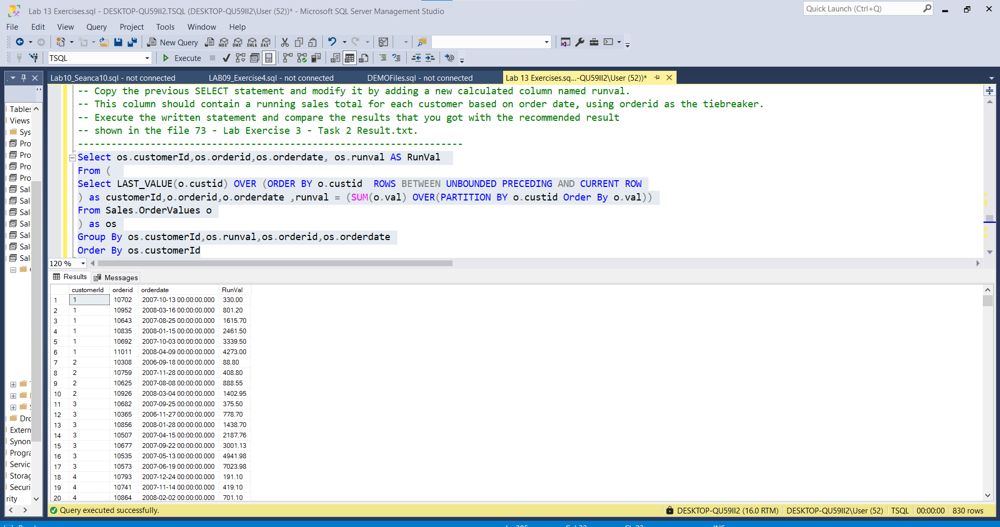 Lab 13 Exercises.sql - DESKTOP-QU59II2.TSQL (DESKTOP-QU59II2\User (52))* - Microsoft SQL Server Management Studio
Quick Launch (Ctrl+Q)
File Edit View Query Project Tools Window Help
New Query MDX DMX XMLA DAX
TSQL Execute
Lab10_Seanca10.sql - not connected LAB09_Exercise4.sql - not connected DEMOFiles.sql - not connected Lab 13 Exercises.sq...-QU59II2\User (52))*
-- Copy the previous SELECT statement and modify it by adding a new calculated column named runval.
-- This column should contain a running sales total for each customer based on order date, using orderid as the tiebreaker.
-- Execute the written statement and compare the results that you got with the recommended result
-- shown in the file 73 - Lab Exercise 3 - Task 2 Result.txt.
---------------------------------------------------------------------
Select os.customerId,os.orderid,os.orderdate, os.runval AS RunVal
From (
Select LAST_VALUE(o.custid) OVER (ORDER BY o.custid  ROWS BETWEEN UNBOUNDED PRECEDING AND CURRENT ROW
) as customerId,o.orderid,o.orderdate ,runval = (SUM(o.val) OVER(PARTITION BY o.custid Order By o.val))
From Sales.OrderValues o
) as os
Group By os.customerId,os.runval,os.orderid,os.orderdate
Order By os.customerId
Tables
Views
Sys
Pro
Pro
Pro
Pro
Sal
Sal
Sal
Sal
Sal
Sal
Sal
Dro
Extern
Synon
Progra
Servic
Storag
Securi
rity
120 %
Results Messages
customerId orderid orderdate RunVal
1 1 10702 2007-10-13 00:00:00.000 330.00
2 1 10952 2008-03-16 00:00:00.000 801.20
3 1 10643 2007-08-25 00:00:00.000 1615.70
4 1 10835 2008-01-15 00:00:00.000 2461.50
5 1 10692 2007-10-03 00:00:00.000 3339.50
6 1 11011 2008-04-09 00:00:00.000 4273.00
7 2 10308 2006-09-18 00:00:00.000 88.80
8 2 10759 2007-11-28 00:00:00.000 408.80
9 2 10625 2007-08-08 00:00:00.000 888.55
10 2 10926 2008-03-04 00:00:00.000 1402.95
11 3 10682 2007-09-25 00:00:00.000 375.50
12 3 10365 2006-11-27 00:00:00.000 778.70
13 3 10856 2008-01-28 00:00:00.000 1438.70
14 3 10507 2007-04-15 00:00:00.000 2187.76
15 3 10677 2007-09-22 00:00:00.000 3001.13
16 3 10535 2007-05-13 00:00:00.000 4941.98
17 3 10573 2007-06-19 00:00:00.000 7023.98
18 4 10793 2007-12-24 00:00:00.000 191.10
19 4 10741 2007-11-14 00:00:00.000 419.10
20 4 10864 2008-02-02 00:00:00.000 701.10
Query executed successfully.
DESKTOP-QU59II2 (16.0 RTM) DESKTOP-QU59II2\User (52) TSQL 00:00:00 830 rows